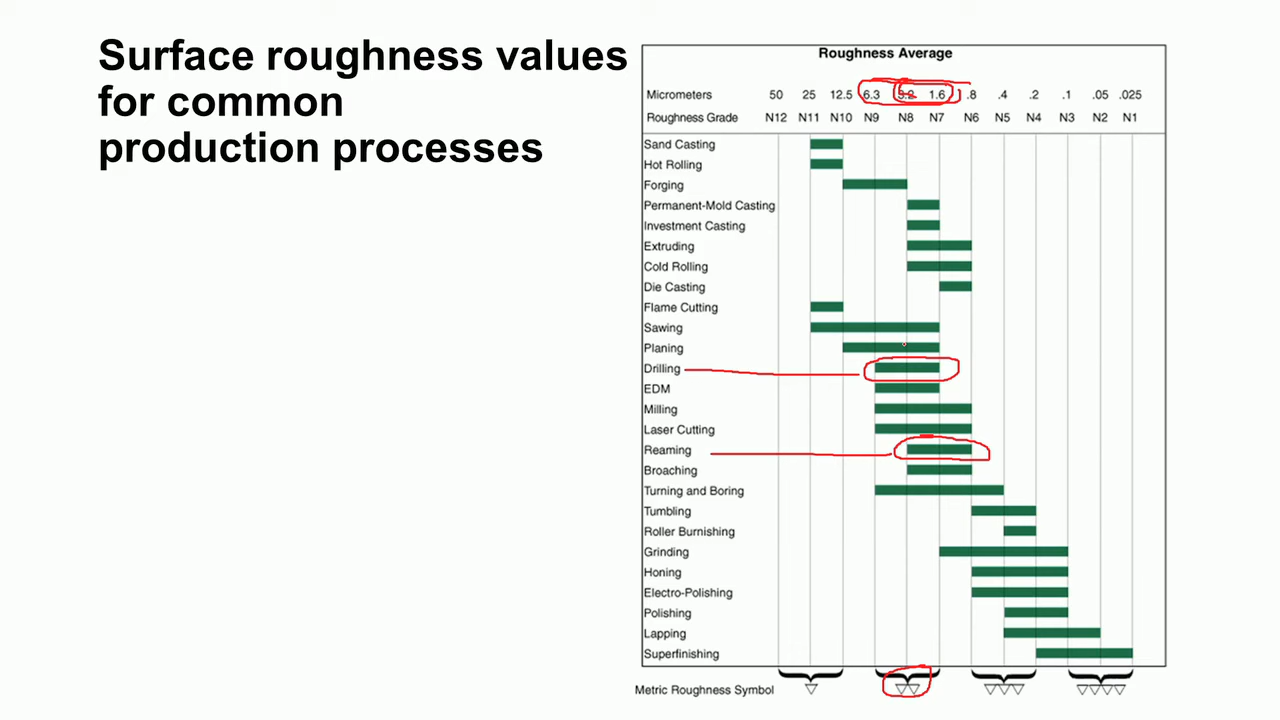 Surface roughness values
for common
production processes
Roughness Average
Micrometers 50 25 12.5 6.3 3.2 1.6 .8 .4 .2 .1 .05 .025
Roughness Grade N12 N11 N10 N9 N8 N7 N6 N5 N4 N3 N2 N1
Sand Casting
Hot Rolling
Forging
Permanent-Mold Casting
Investment Casting
Extruding
Cold Rolling
Die Casting
Flame Cutting
Sawing
Planing
Drilling
EDM
Milling
Laser Cutting
Reaming
Broaching
Turning and Boring
Tumbling
Roller Burnishing
Grinding
Honing
Electro-Polishing
Polishing
Lapping
Superfinishing
Metric Roughness Symbol